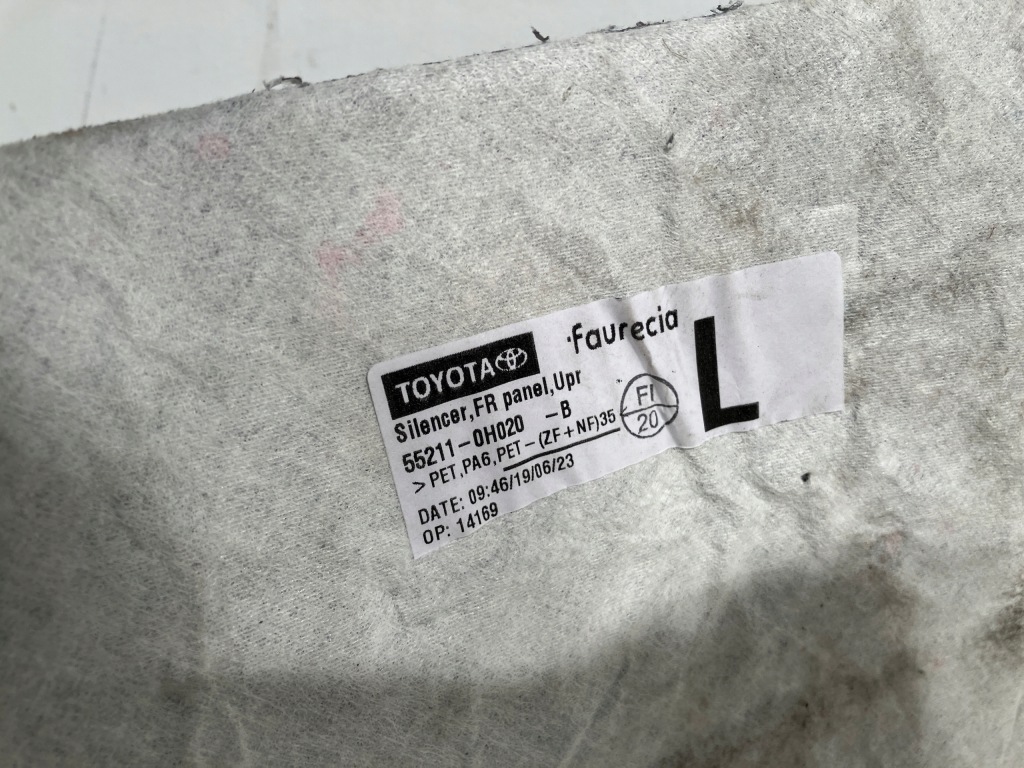 TOYOTA
faurecia
Silencer,FR panel,Upr
55211-0H020 -B
>PET,PA6,PET-(ZF+NF)35
FI
20
L
DATE: 09:46/19/06/23
OP: 14169